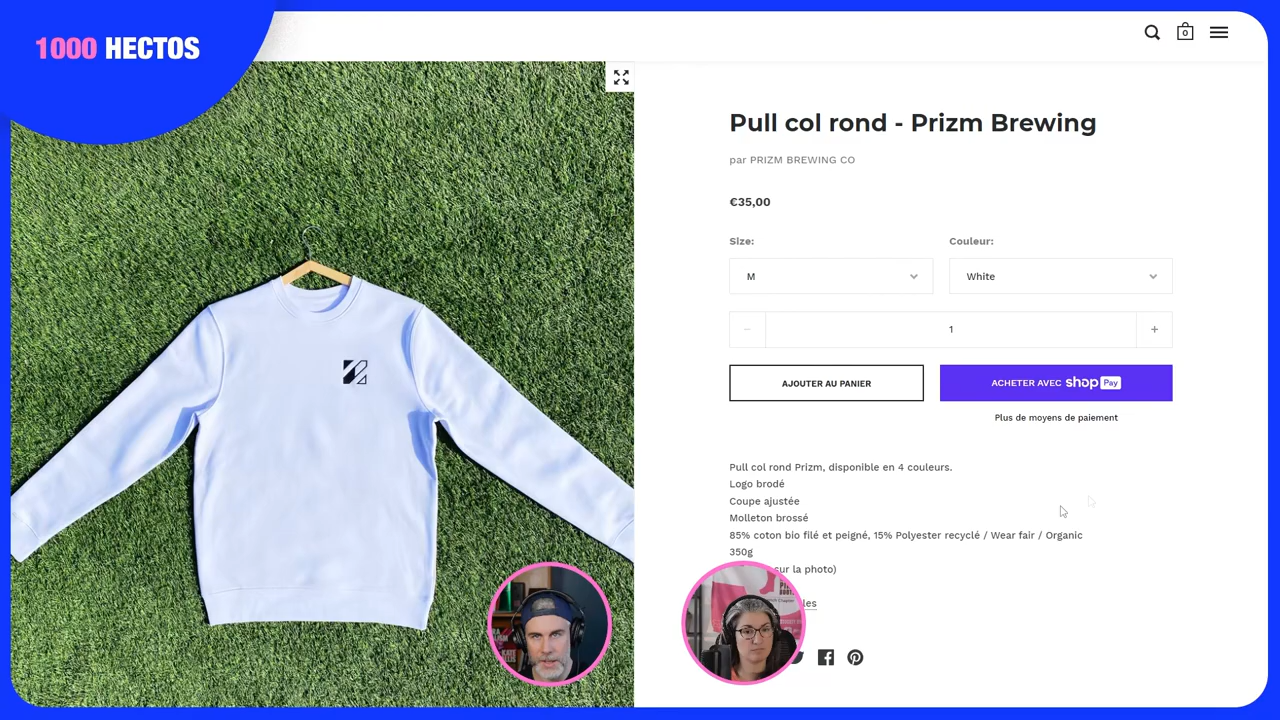 1000 HECTOS
0
Pull col rond - Prizm Brewing
par PRIZM BREWING CO
€35,00
Size:
Couleur:
M
White
1
AJOUTER AU PANIER
ACHETER AVEC shop Pay
Plus de moyens de paiement
Pull col rond Prizm, disponible en 4 couleurs.
Logo brodé
Coupe ajustée
Molleton brossé
85% coton bio filé et peigné, 15% Polyester recyclé / Wear fair / Organic
350g
sur la photo)